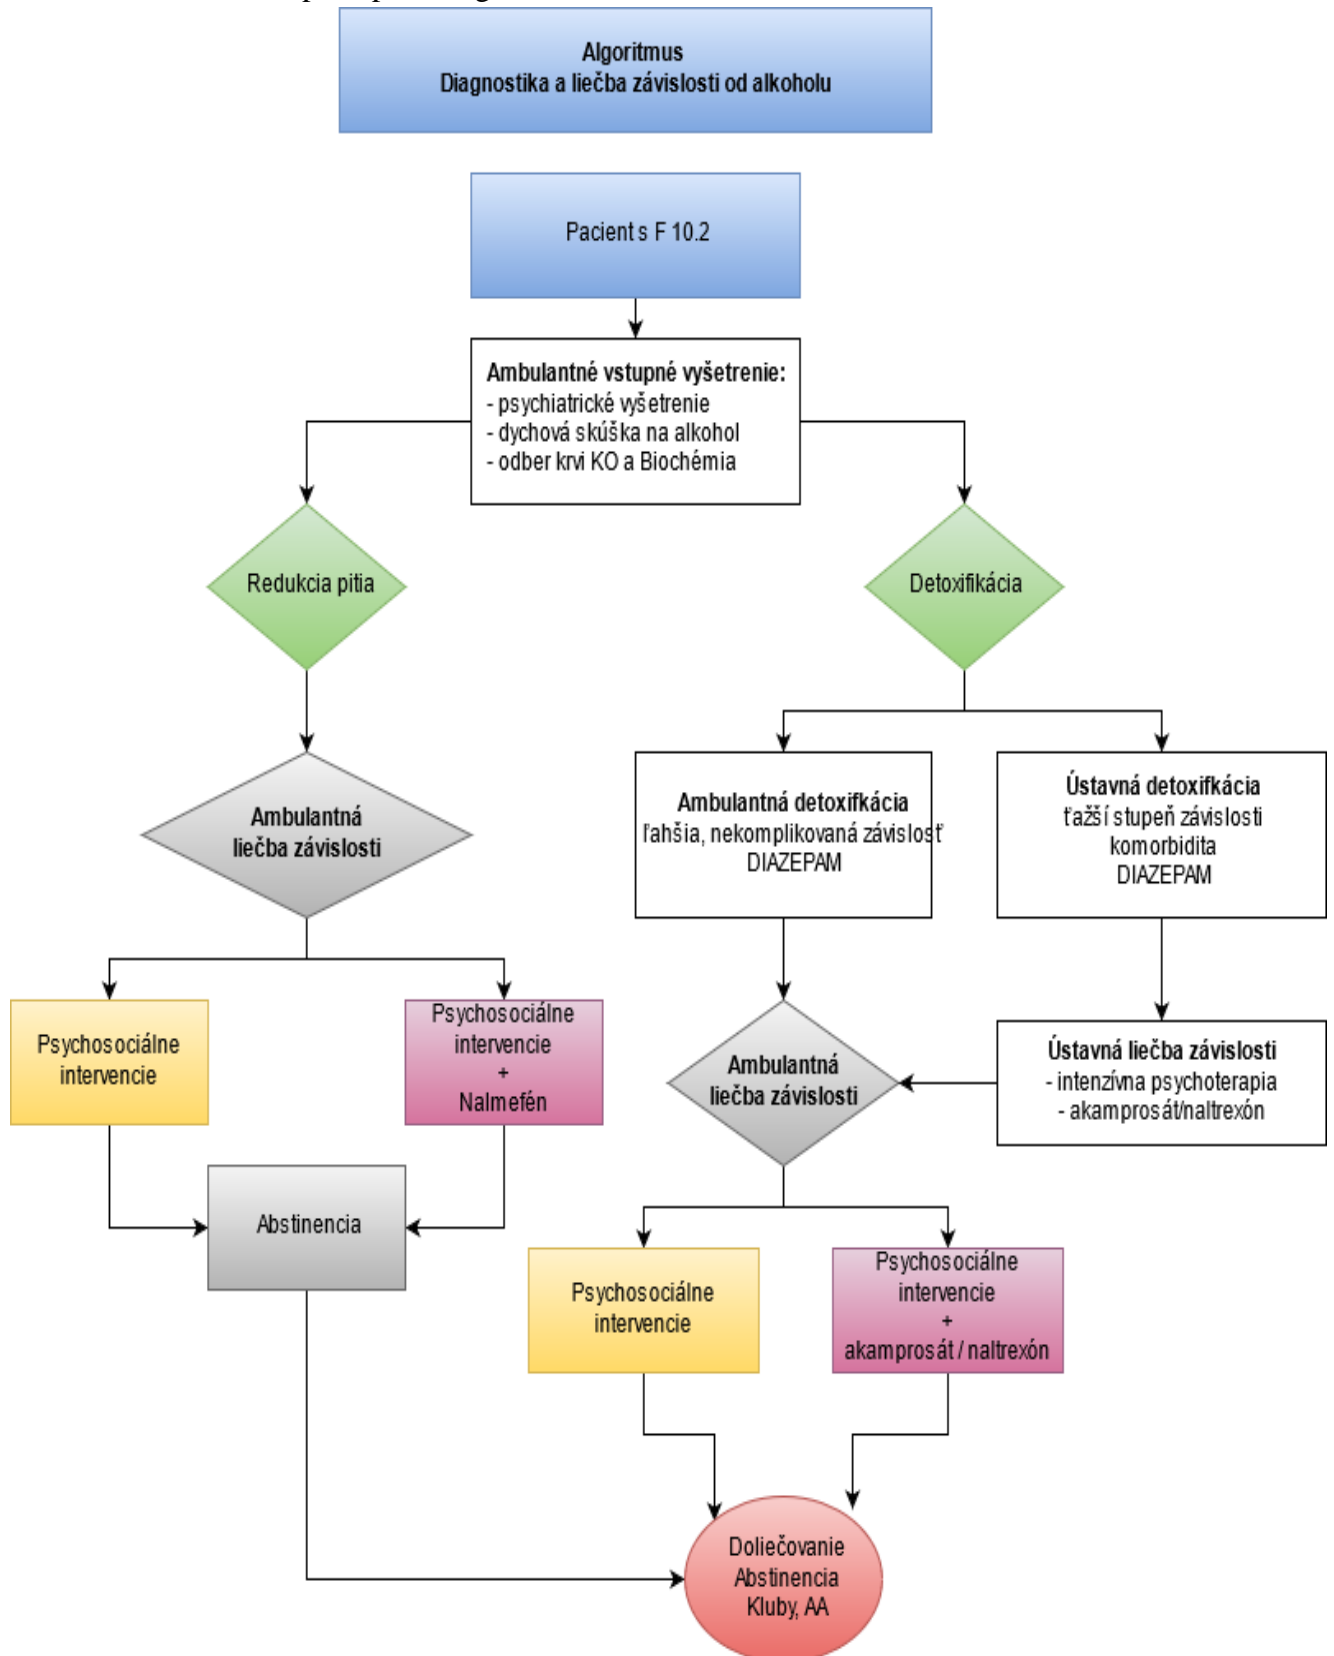 Algoritmus
Diagnostika a liečba závislosti od alkoholu
Pacient s F 10.2
Ambulantné vstupné vyšetrenie:
- psychiatrické vyšetrenie
- dychová skúška na alkohol
- odber krvi KO a Biochémia
Redukcia pitia
Detoxifikácia
Ambulantná
liečba závislosti
Ambulantná detoxifkácia
ľahšia, nekomplikovaná závislosť
DIAZEPAM
Ústavná detoxifkácia
ťažší stupeň závislosti
komorbidita
DIAZEPAM
Psychosociálne
intervencie
Psychosociálne
intervencie
+
Nalmefén
Ambulantná
liečba závislosti
Ústavná liečba závislosti
- intenzívna psychoterapia
- akamprosát/naltrexón
Abstinencia
Psychosociálne
intervencie
Psychosociálne
intervencie
+
akamprosát / naltrexón
Doliečovanie
Abstinencia
Kluby, AA